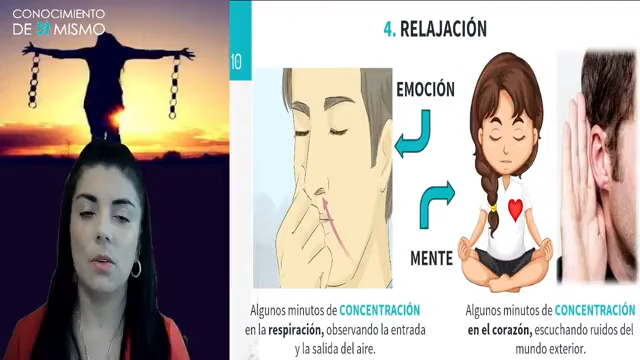 CONOCIMIENTO
DE SÍ MISMO
10
4. RELAJACIÓN
EMOCIÓN
MENTE
Algunos minutos de CONCENTRACIÓN
en la respiración, observando la entrada
y la salida del aire.
Algunos minutos de CONCENTRACIÓN
en el corazón, escuchando ruidos del
mundo exterior.